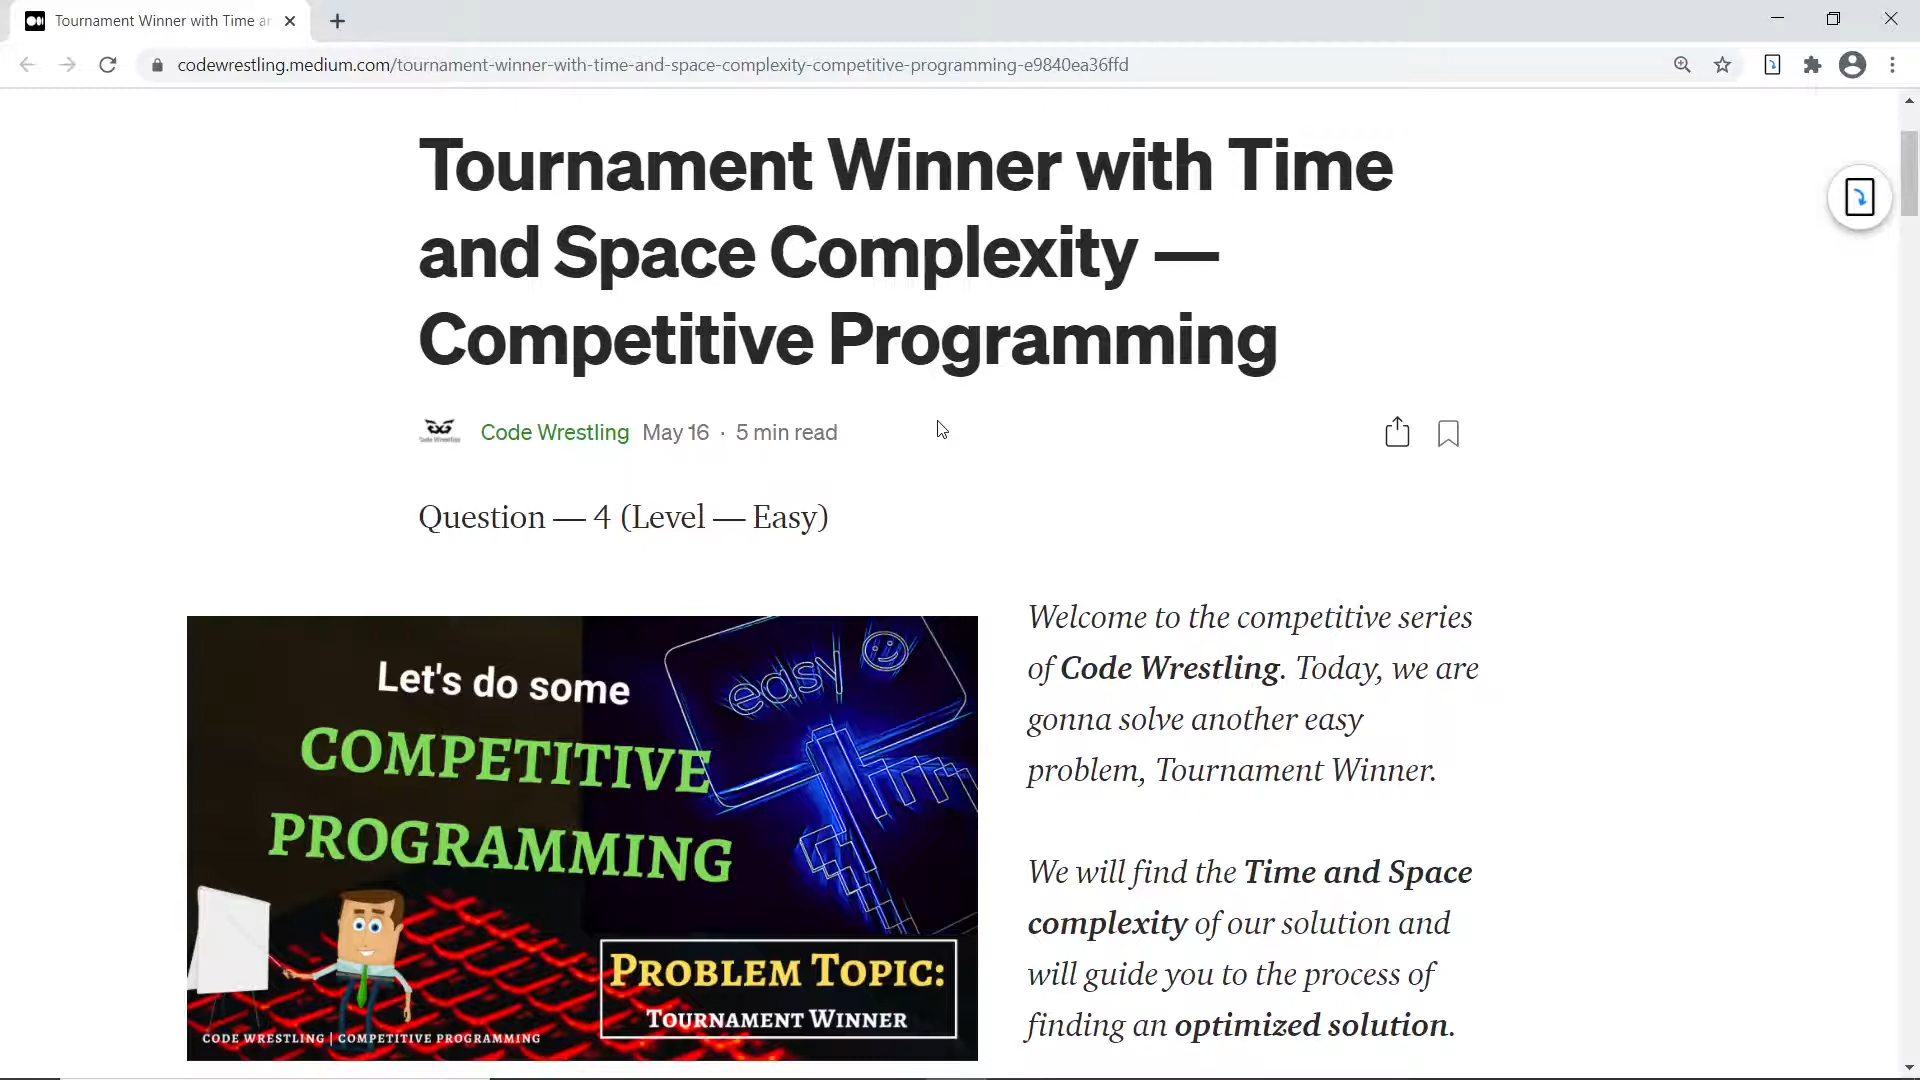 Tournament Winner with Time ar
codewrestling.medium.com/tournament-winner-with-time-and-space-complexity-competitive-programming-e9840ea36ffd
Tournament Winner with Time
and Space Complexity —
Competitive Programming
Code Wrestling May 16 · 5 min read
Question — 4 (Level — Easy)
Let's do some
COMPETITIVE
PROGRAMMING
easy
PROBLEM TOPIC:
TOURNAMENT WINNER
CODE WRESTLING | COMPETITIVE PROGRAMMING
Welcome to the competitive series
of Code Wrestling. Today, we are
gonna solve another easy
problem, Tournament Winner.
We will find the Time and Space
complexity of our solution and
will guide you to the process of
finding an optimized solution.